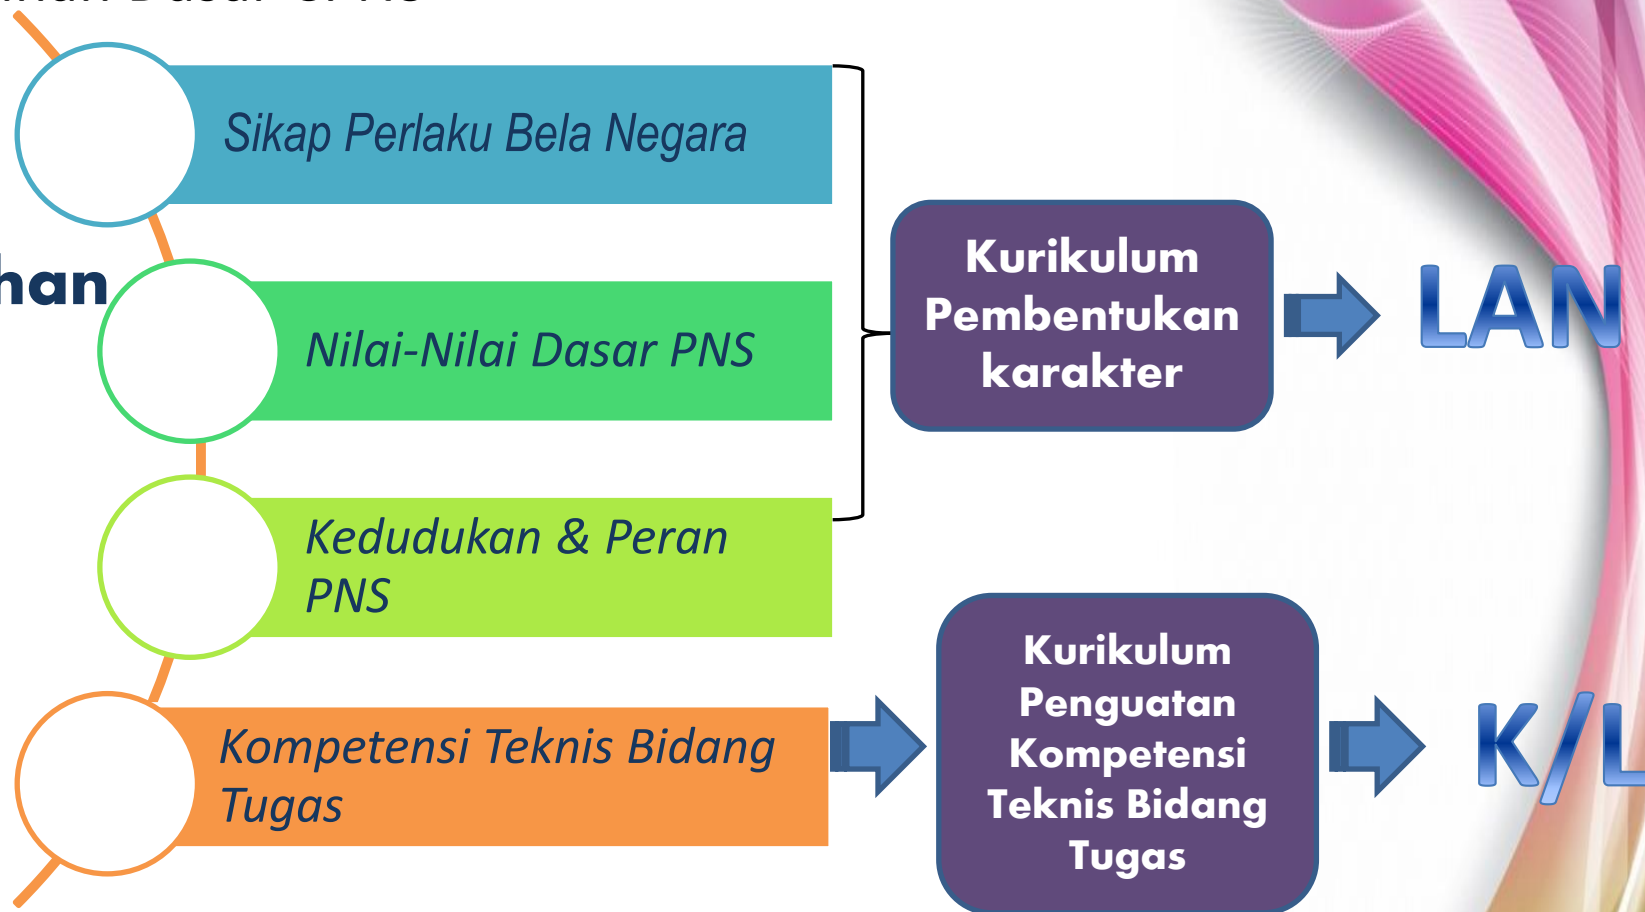 Dasar
Sikap Perlaku Bela Negara
han
Nilai-Nilai Dasar PNS
Kedudukan & Peran
PNS
Kompetensi Teknis Bidang
Tugas
Kurikulum
Pembentukan
karakter
LAN
Kurikulum
Penguatan
Kompetensi
Teknis Bidang
Tugas
K/L